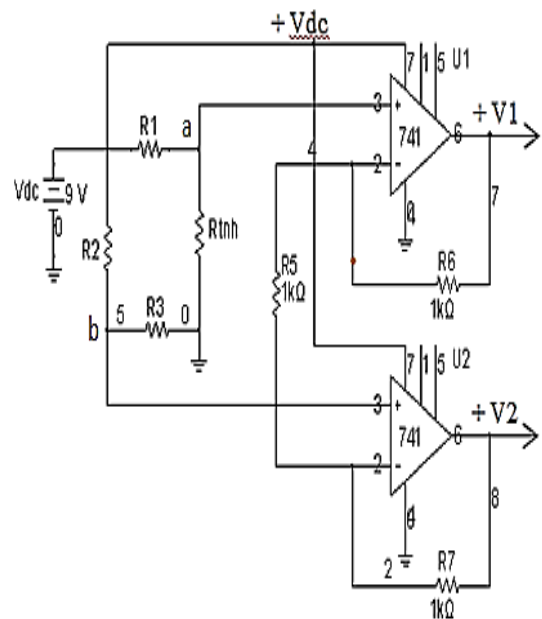 + Vdc
7 1 5 U1
R1 a 3 +
741 6 + V1
4 2 -
Vdc 9 V 7
0 Rtnh 0
R2 R5 R6
1kΩ 1kΩ
b 5 R3 0
7 1 5 U2
3 + + V2
741 6
2 -
8
2 R7
1kΩ